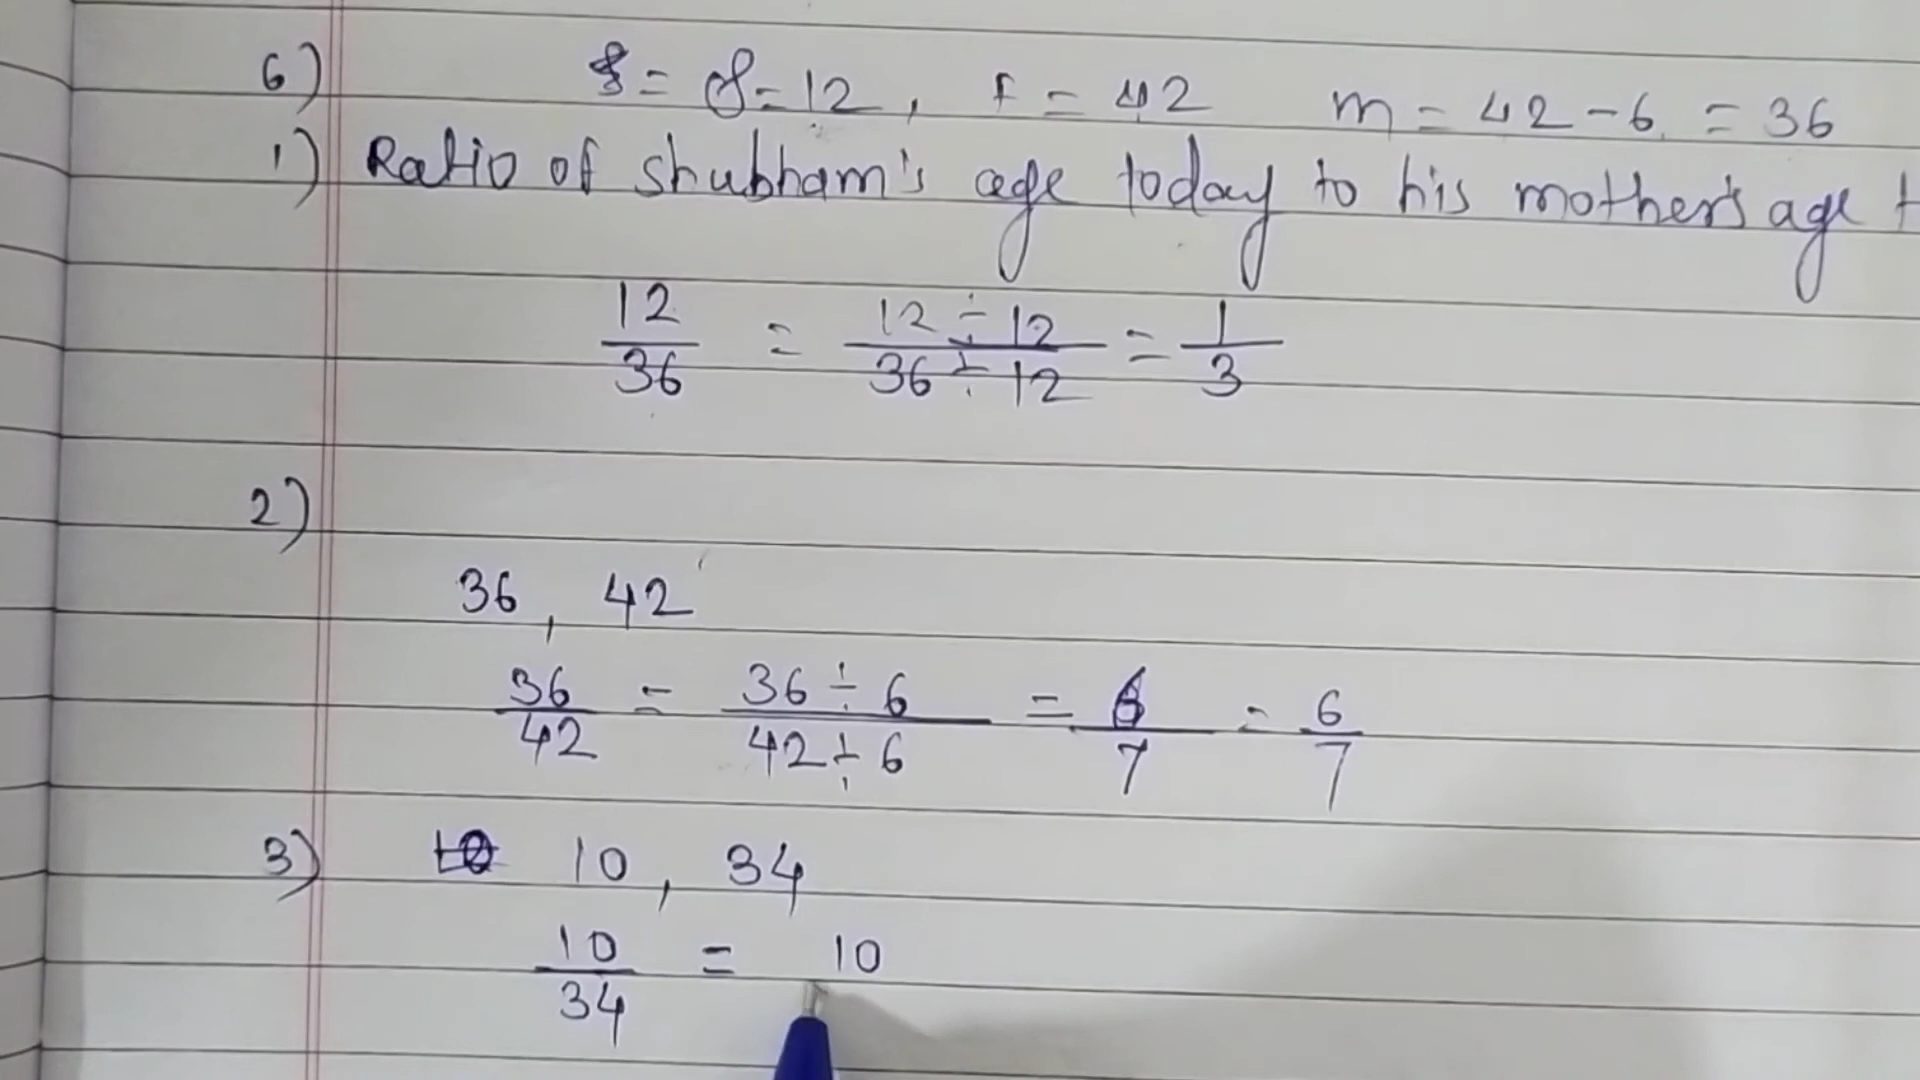 6) S = 12, F = 42 m = 42 - 6 = 36
1) Ratio of shubham's age today to his mother's age t
12/36 = 12 ÷ 12/36 ÷ 12 = 1/3
2)
36, 42
36/42 = 36 ÷ 6/42 ÷ 6 = 6/7 = 6/7
3) 10, 34
10/34 = 10